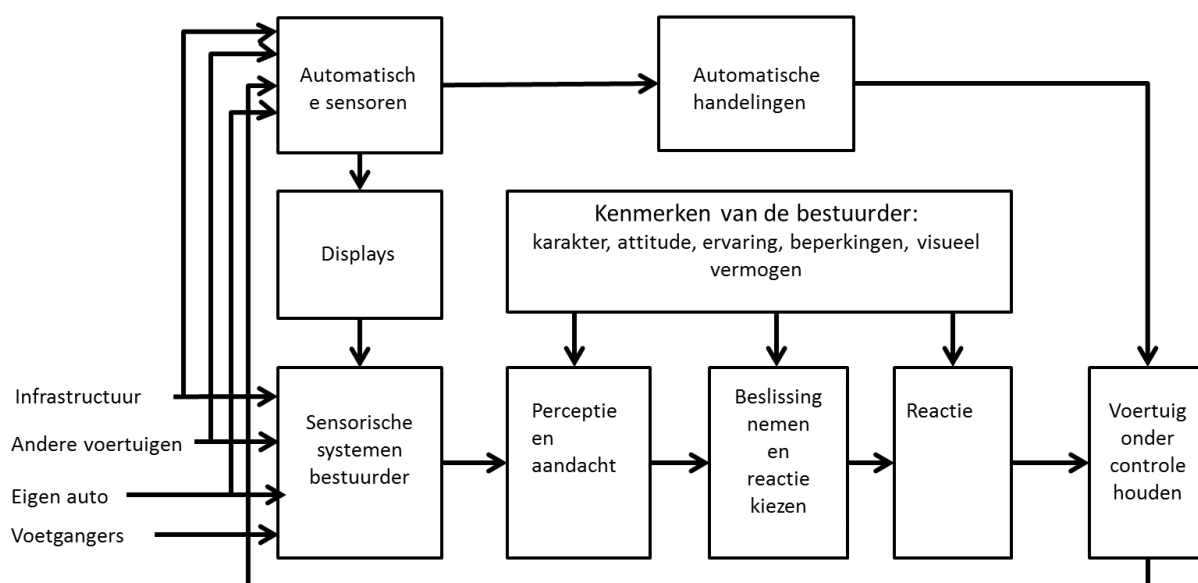 Automatisch
e sensoren
Automatische
handelingen
Displays
Kenmerken van de bestuurder:
karakter, attitude, ervaring, beperkingen, visueel
vermogen
Infrastructuur
Andere voertuigen
Eigen auto
Voetgangers
Sensorische
systemen
bestuurder
Perceptie
en
aandacht
Beslissing
nemen
en
reactie
kiezen
Reactie
Voertuig
onder
controle
houden